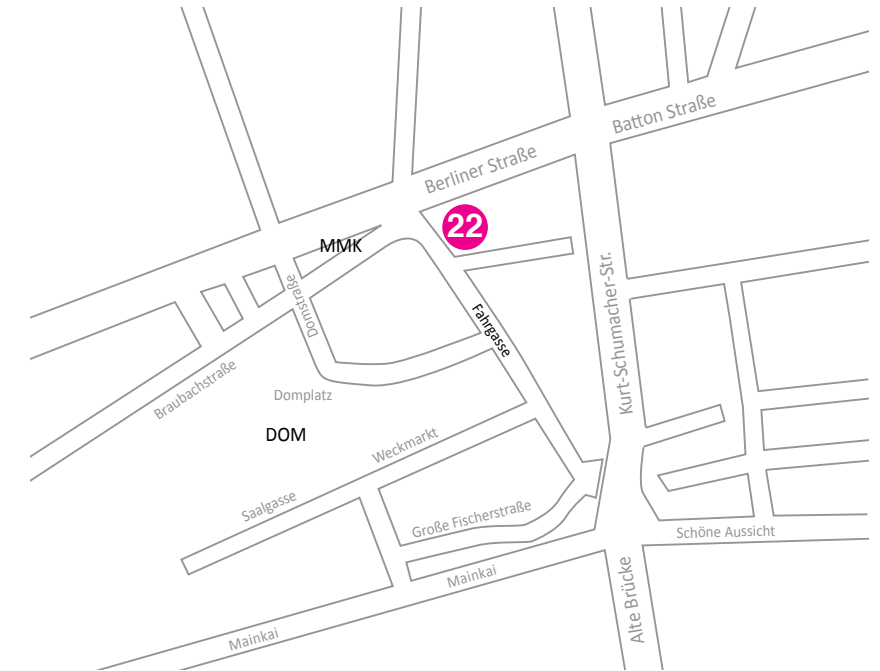 Batton Straße
Berliner Straße
22
MMK
Domstraße
Fahrgasse
Kurt-Schumacher-Str.
Braubachstraße
Domplatz
DOM
Weckmarkt
Saalgasse
Große Fischerstraße
Schöne Aussicht
Mainkai
Alte Brücke
Mainkai